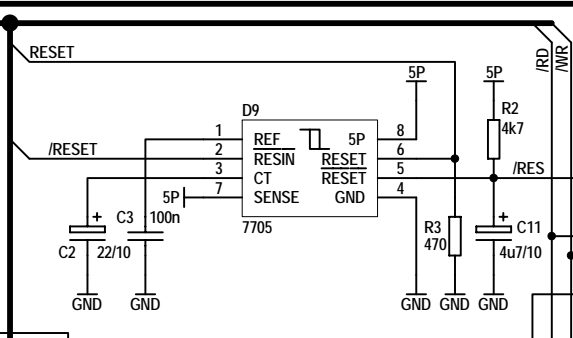 RESET
/RD
/WR
5P
5P
D9
R2
4k7
1
REF
5P
8
/RESET
2
RESIN
RESET
6
3
CT
RESET
5
/RES
5P
7
SENSE
GND
4
C3
100n
7705
R3
470
C11
4u7/10
+
+
C2
22/10
GND
GND
GND
GND
GND